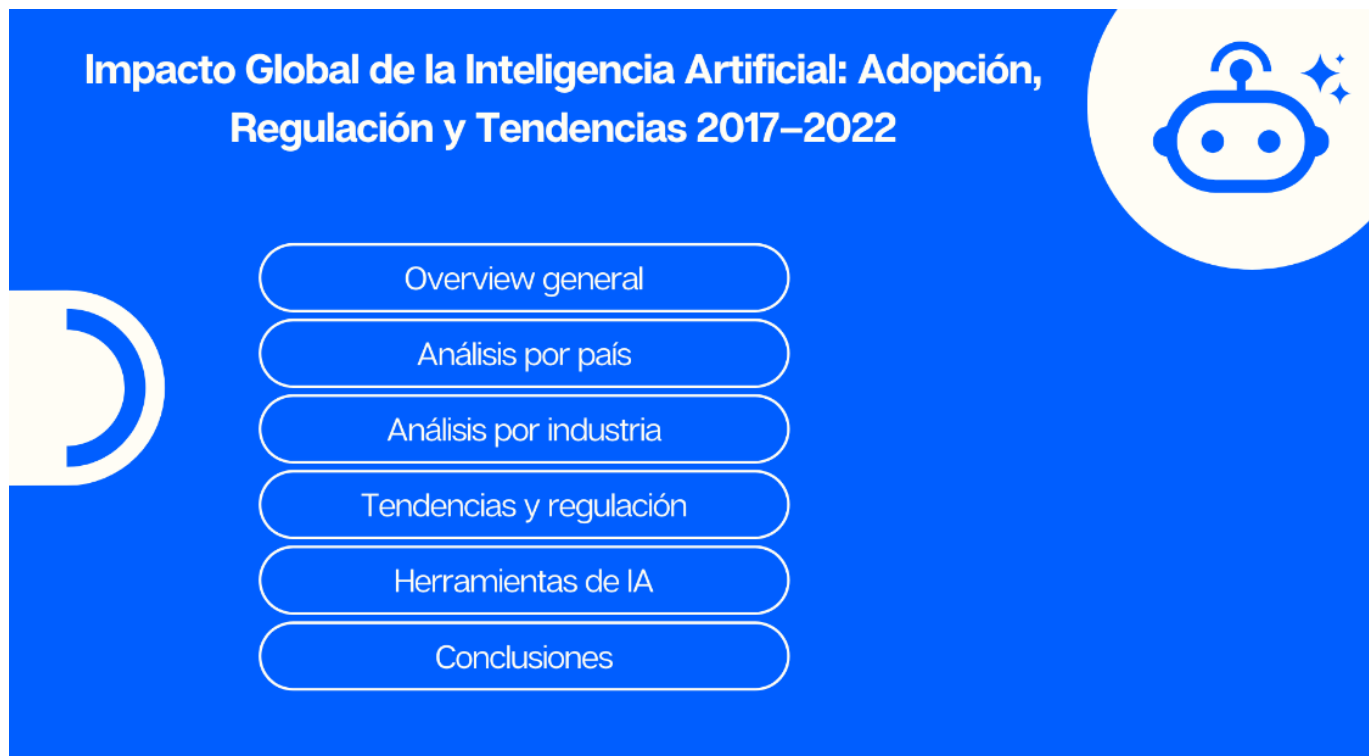 Impacto Global de la Inteligencia Artificial: Adopción,
Regulación y Tendencias 2017–2022
Overview general
Análisis por país
Análisis por industria
Tendencias y regulación
Herramientas de IA
Conclusiones